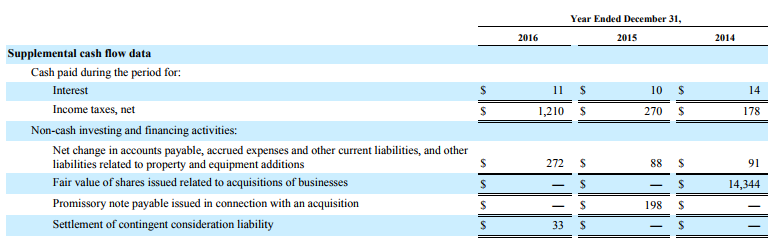 Year Ended December 31,
2016 2015 2014
Supplemental cash flow data
Cash paid during the period for:
Interest $ 11 $ 10 $ 14
Income taxes, net $ 1,210 $ 270 $ 178
Non-cash investing and financing activities:
Net change in accounts payable, accrued expenses and other current liabilities, and other
liabilities related to property and equipment additions $ 272 $ 88 $ 91
Fair value of shares issued related to acquisitions of businesses $ — $ — $ 14,344
Promissory note payable issued in connection with an acquisition $ — $ 198 $ —
Settlement of contingent consideration liability $ 33 $ — $ —